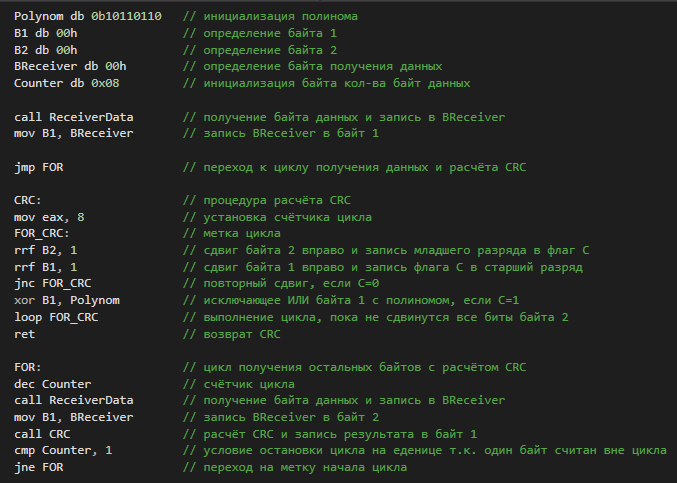 Polynom db 0b10110110 // инициализация полинома
B1 db 00h // определение байта 1
B2 db 00h // определение байта 2
BReceiver db 00h // определение байта получения данных
Counter db 0x08 // инициализация байта кол-ва байт данных
call ReceiverData // получение байта данных и запись в BReceiver
mov B1, BReceiver // запись BReceiver в байт 1
jmp FOR // переход к циклу получения данных и расчёта CRC
CRC: // процедура расчёта CRC
mov eax, 8 // установка счётчика цикла
FOR_CRC: // метка цикла
rrf B2, 1 // сдвиг байта 2 вправо и запись младшего разряда в флаг С
rrf B1, 1 // сдвиг байта 1 вправо и запись флага С в старший разряд
jnc FOR_CRC // повторный сдвиг, если С=0
xor B1, Polynom // исключающее ИЛИ байта 1 с полиномом, если С=1
loop FOR_CRC // выполнение цикла, пока не сдвинутся все биты байта 2
ret // возврат CRC
FOR: // цикл получения остальных байтов с расчётом CRC
dec Counter // счётчик цикла
call ReceiverData // получение байта данных и запись в BReceiver
mov B1, BReceiver // запись BReceiver в байт 2
call CRC // расчёт CRC и запись результата в байт 1
cmp Counter, 1 // условие остановки цикла на еденице т.к. один байт считан вне цикла
jne FOR // переход на метку начала цикла